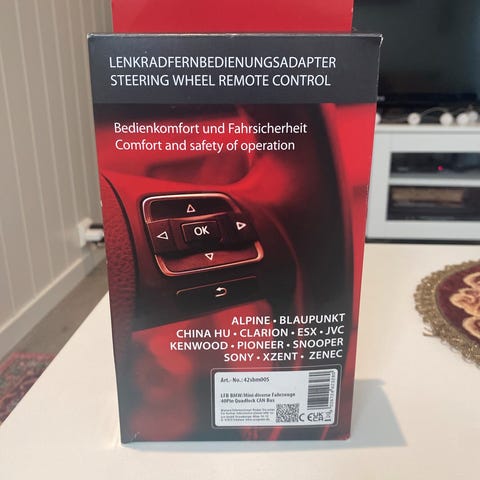 LENKRADFERNBEDIENUNGSADAPTER
STEERING WHEEL REMOTE CONTROL
Bedienkomfort und Fahrsicherheit
Comfort and safety of operation
OK
ALPINE • BLAUPUNKT
CHINA HU • CLARION • ESX • JVC
KENWOOD • PIONEER • SNOOPER
SONY • XZENT • ZENEC
Art.- No.: 42sbm005
LFB BMW/Mini diverse Fahrzeuge
40Pin Quadlock CAN Bus